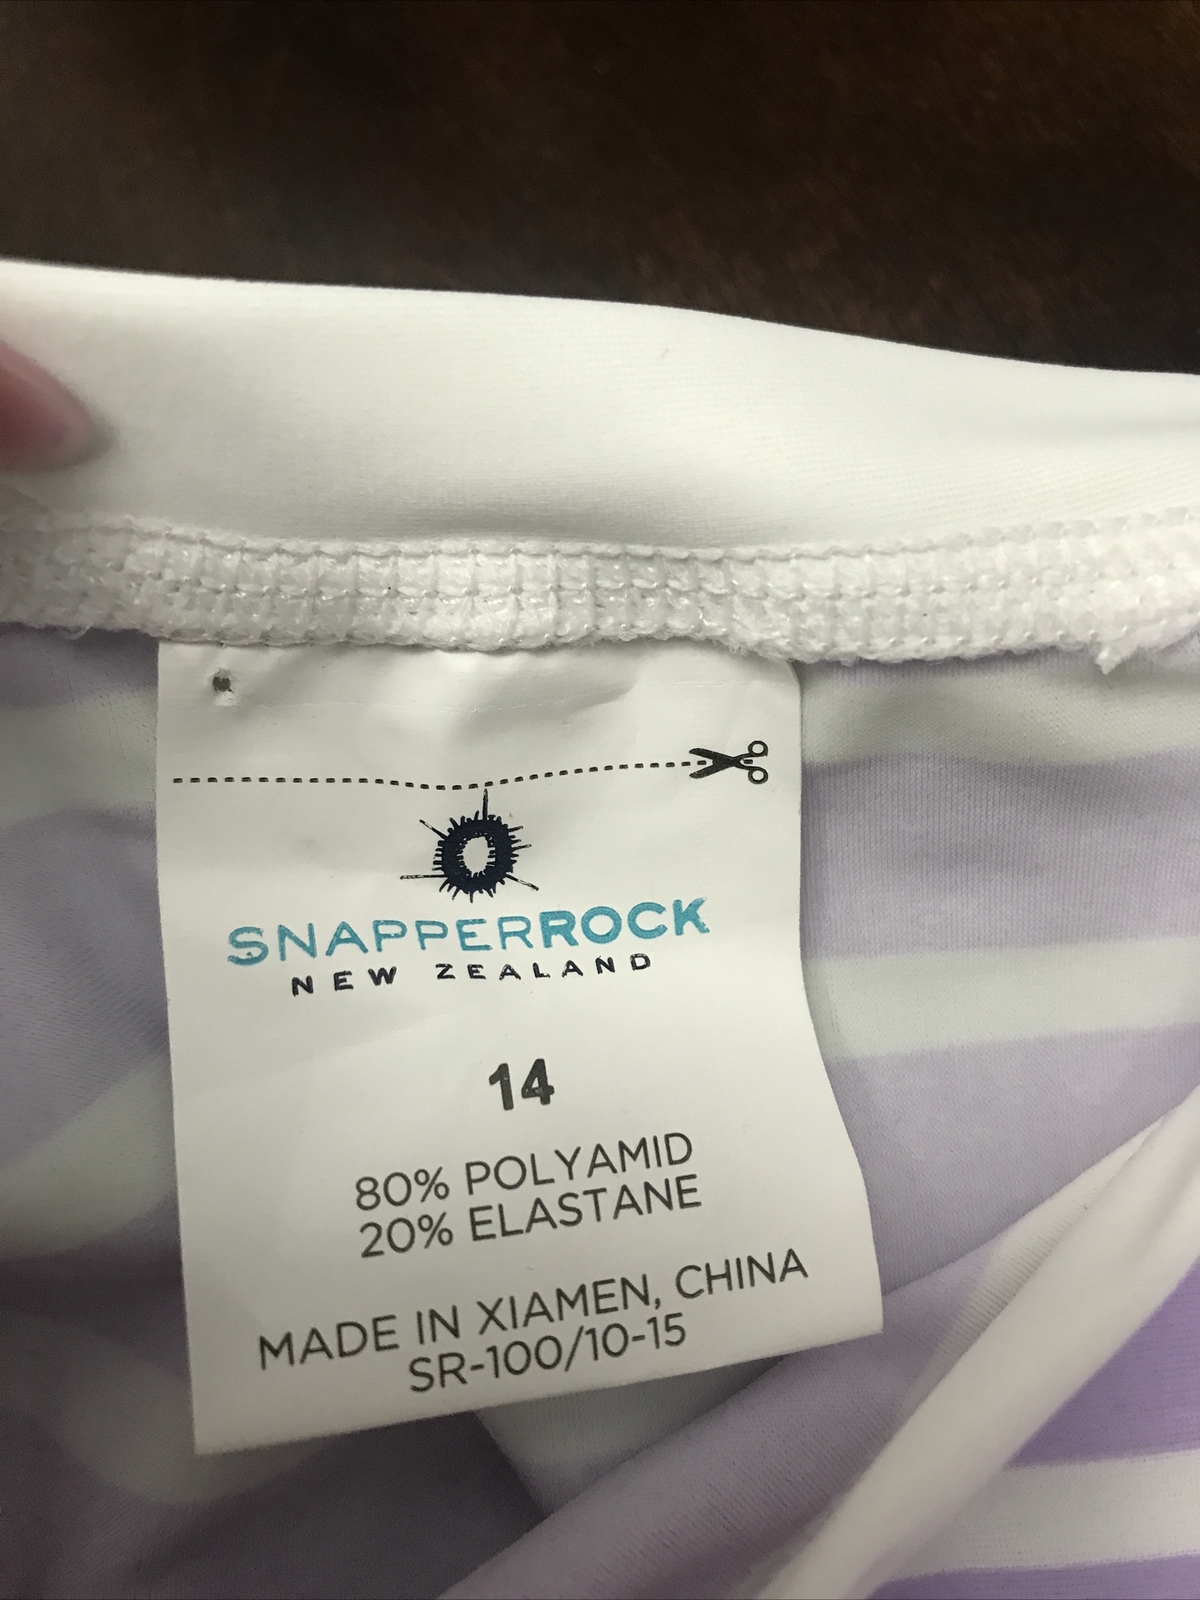 SNAPPERROCK
NEW ZEALAND
14
80% POLYAMID
20% ELASTANE
MADE IN XIAMEN, CHINA
SR-100/10-15